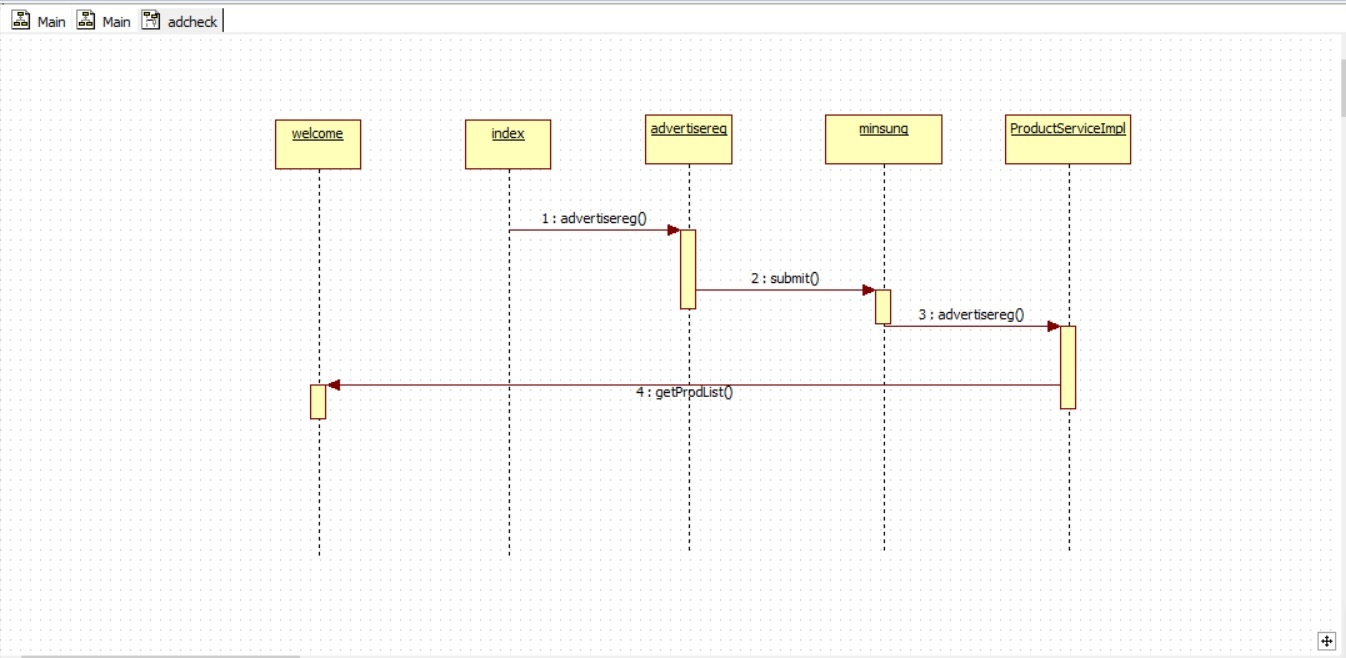 Main Main adcheck
welcome index advertisereg minsung ProductServiceImpl
1 : advertisereg()
2 : submit()
3 : advertisereg()
4 : getProdList()